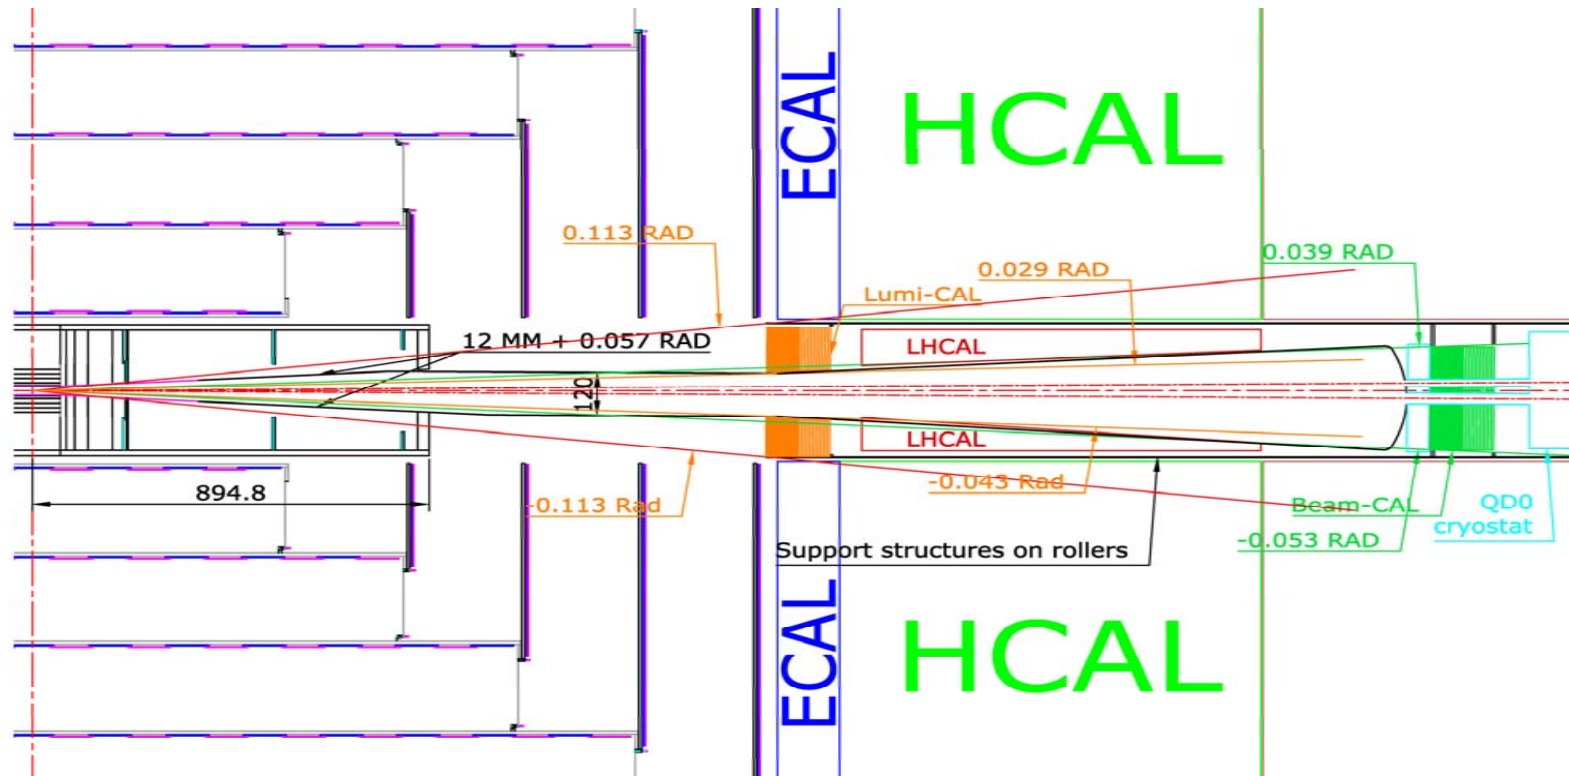 ECAL
HCAL
0.113 RAD
0.039 RAD
0.029 RAD
Lumi-CAL
12 MM + 0.057 RAD
LHCAL
120
LHCAL
894.8
-0.113 Rad
-0.043 Rad
Beam-CAL
QD0
cryostat
-0.053 RAD
Support structures on rollers
ECAL
HCAL